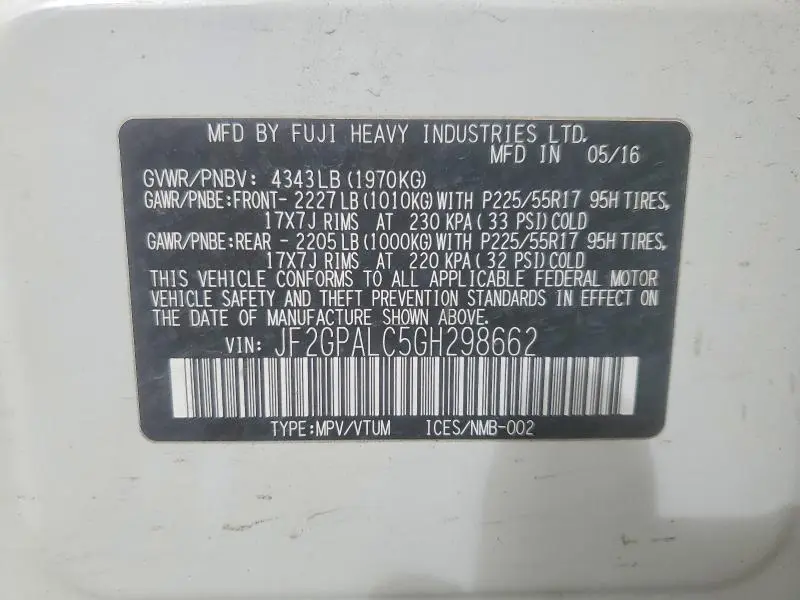 MFD BY FUJI HEAVY INDUSTRIES LTD.
MFD IN 05/16
GVWR/PNBV: 4343LB(1970KG)
GAWR/PNBE:FRONT- 2227LB(1010KG)WITH P225/55R17 95H TIRES,
17X7J RIMS AT 230 KPA( 33 PSI)COLD
GAWR/PNBE:REAR - 2205LB(1000KG)WITH P225/55R17 95H TIRES,
17X7J RIMS AT 220 KPA( 32 PSI)COLD
THIS VEHICLE CONFORMS TO ALL APPLICABLE FEDERAL MOTOR
VEHICLE SAFETY AND THEFT PREVENTION STANDARDS IN EFFECT ON
THE DATE OF MANUFACTURE SHOWN ABOVE.
VIN: JF2GPALC5GH298662
TYPE:MPV/VTUM ICES/NMB-002